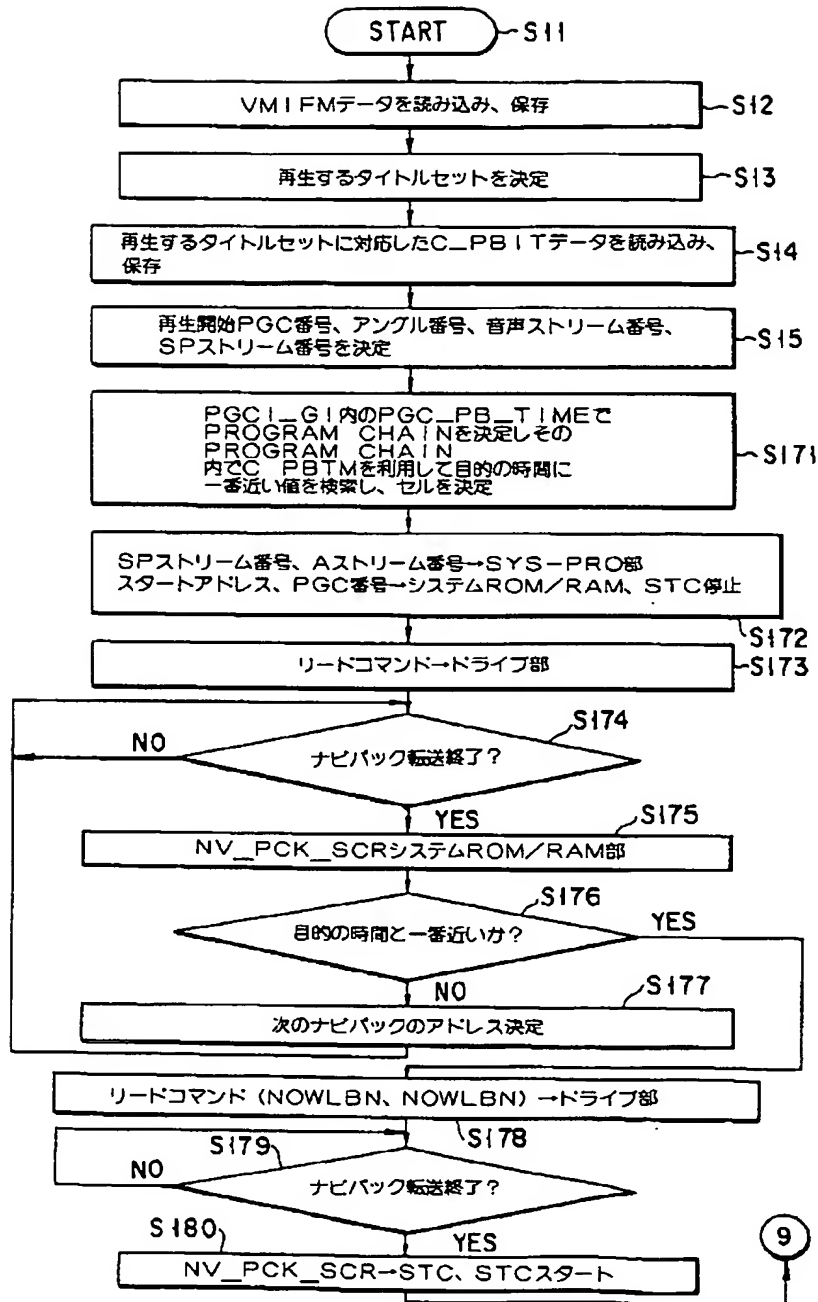 START
S11
VMIFMデータを読み込み、保存
S12
再生するタイトルセットを決定
S13
再生するタイトルセットに対応したC_PBITデータを読み込み、
保存
S14
再生開始PGC番号、アングル番号、音声ストリーム番号、
SPストリーム番号を決定
S15
PGCI_GI内のPGC_PB_TIMEで
PROGRAM CHAINを決定しその
PROGRAM CHAIN
内でC_PBTMを利用して目的の時間に
一番近い値を検索し、セルを決定
S171
SPストリーム番号、Aストリーム番号→SYS-PRO部
スタートアドレス、PGC番号→システムROM/RAM、STC停止
S172
リードコマンド→ドライブ部
S173
S174
NO
ナビパック転送終了?
YES
S175
NV_PCK_SCRシステムROM/RAM部
S176
目的の時間と一番近いか?
YES
NO
S177
次のナビパックのアドレス決定
リードコマンド (NOWLBN、NOWLBN) →ドライブ部
S178
S179
NO
ナビパック転送終了?
YES
S180
NV_PCK_SCR→STC、STCスタート
9